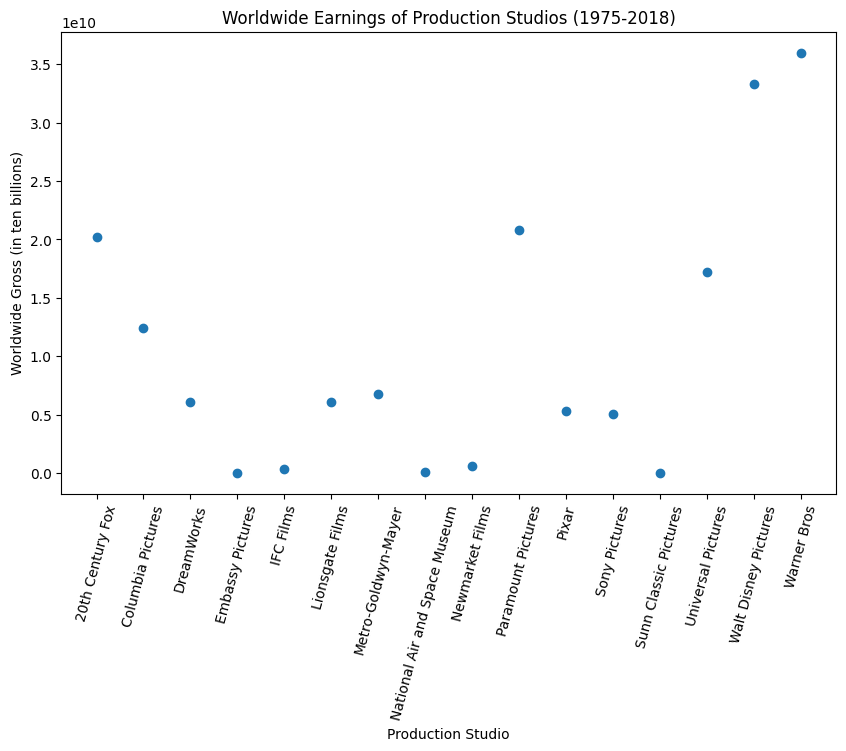 Worldwide Earnings of Production Studios (1975-2018)
1e10
3.5
3.0
2.5
2.0
1.5
1.0
0.5
0.0
Worldwide Gross (in ten billions)
20th Century Fox
Columbia Pictures
DreamWorks
Embassy Pictures
IFC Films
Lionsgate Films
Metro-Goldwyn-Mayer
National Air and Space Museum
Newmarket Films
Paramount Pictures
Pixar
Sony Pictures
Sunn Classic Pictures
Universal Pictures
Walt Disney Pictures
Warner Bros
Production Studio